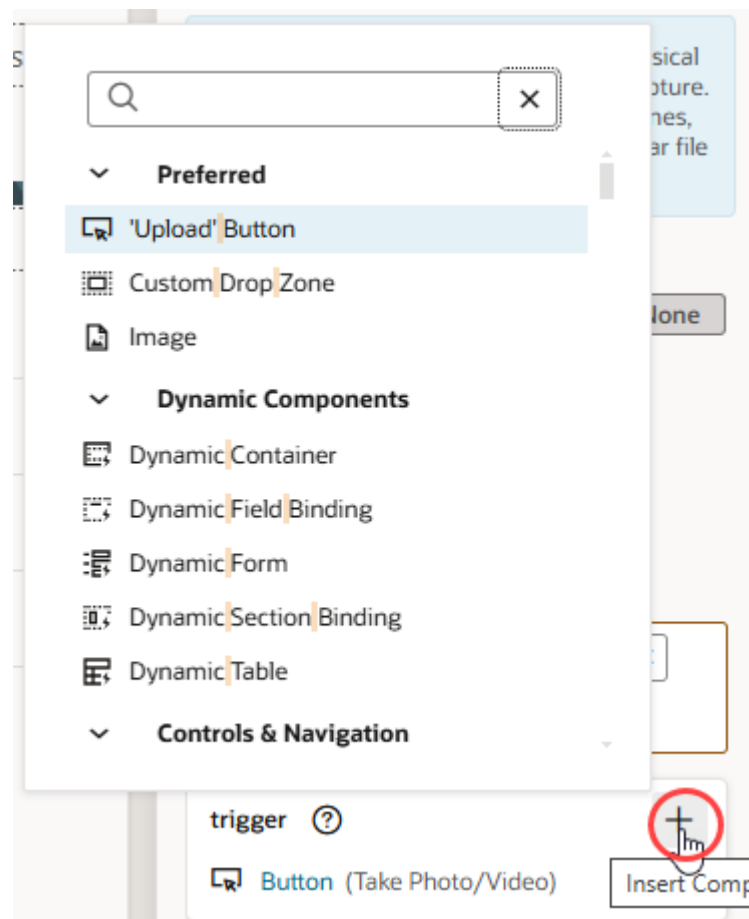 Preferred
'Upload' Button
Custom Drop Zone
Image
Dynamic Components
Dynamic Container
Dynamic Field Binding
Dynamic Form
Dynamic Section Binding
Dynamic Table
Controls & Navigation
trigger
Button (Take Photo/Video)
Insert Comp